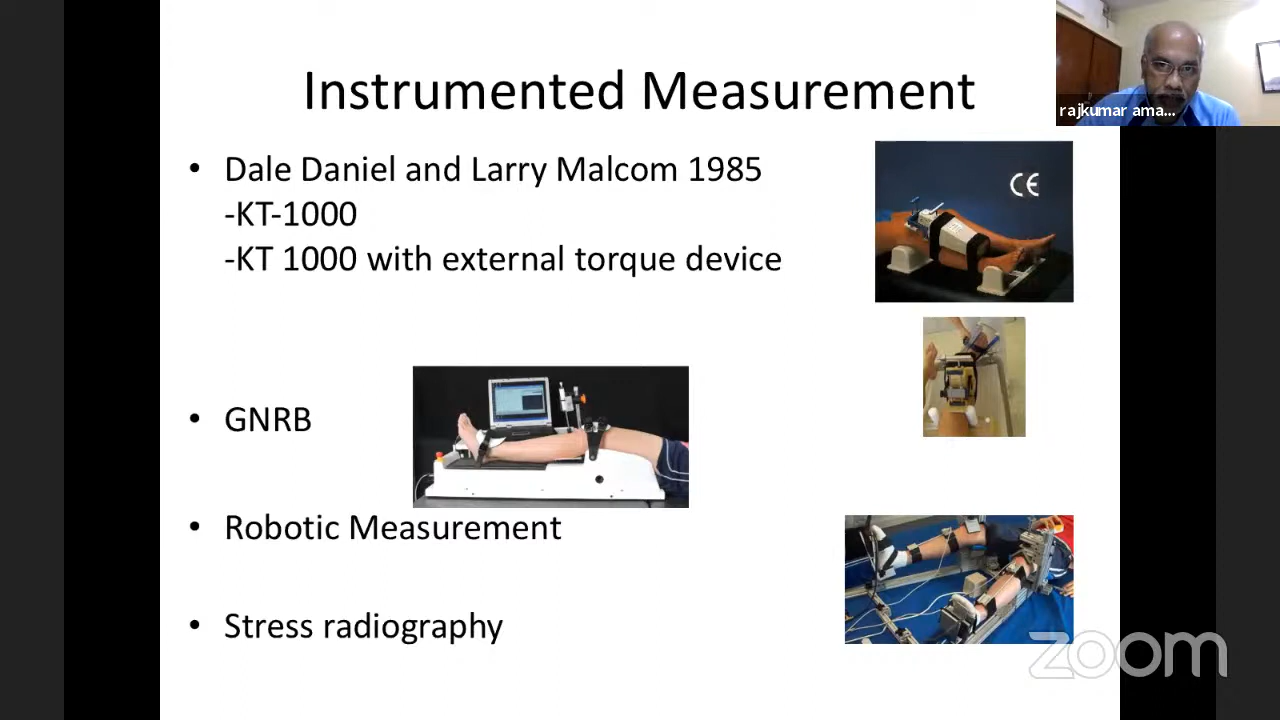 Instrumented Measurement
rajkumar ama...
• Dale Daniel and Larry Malcom 1985
-KT-1000
-KT 1000 with external torque device
CE
• GNRB
• Robotic Measurement
• Stress radiography
zoom